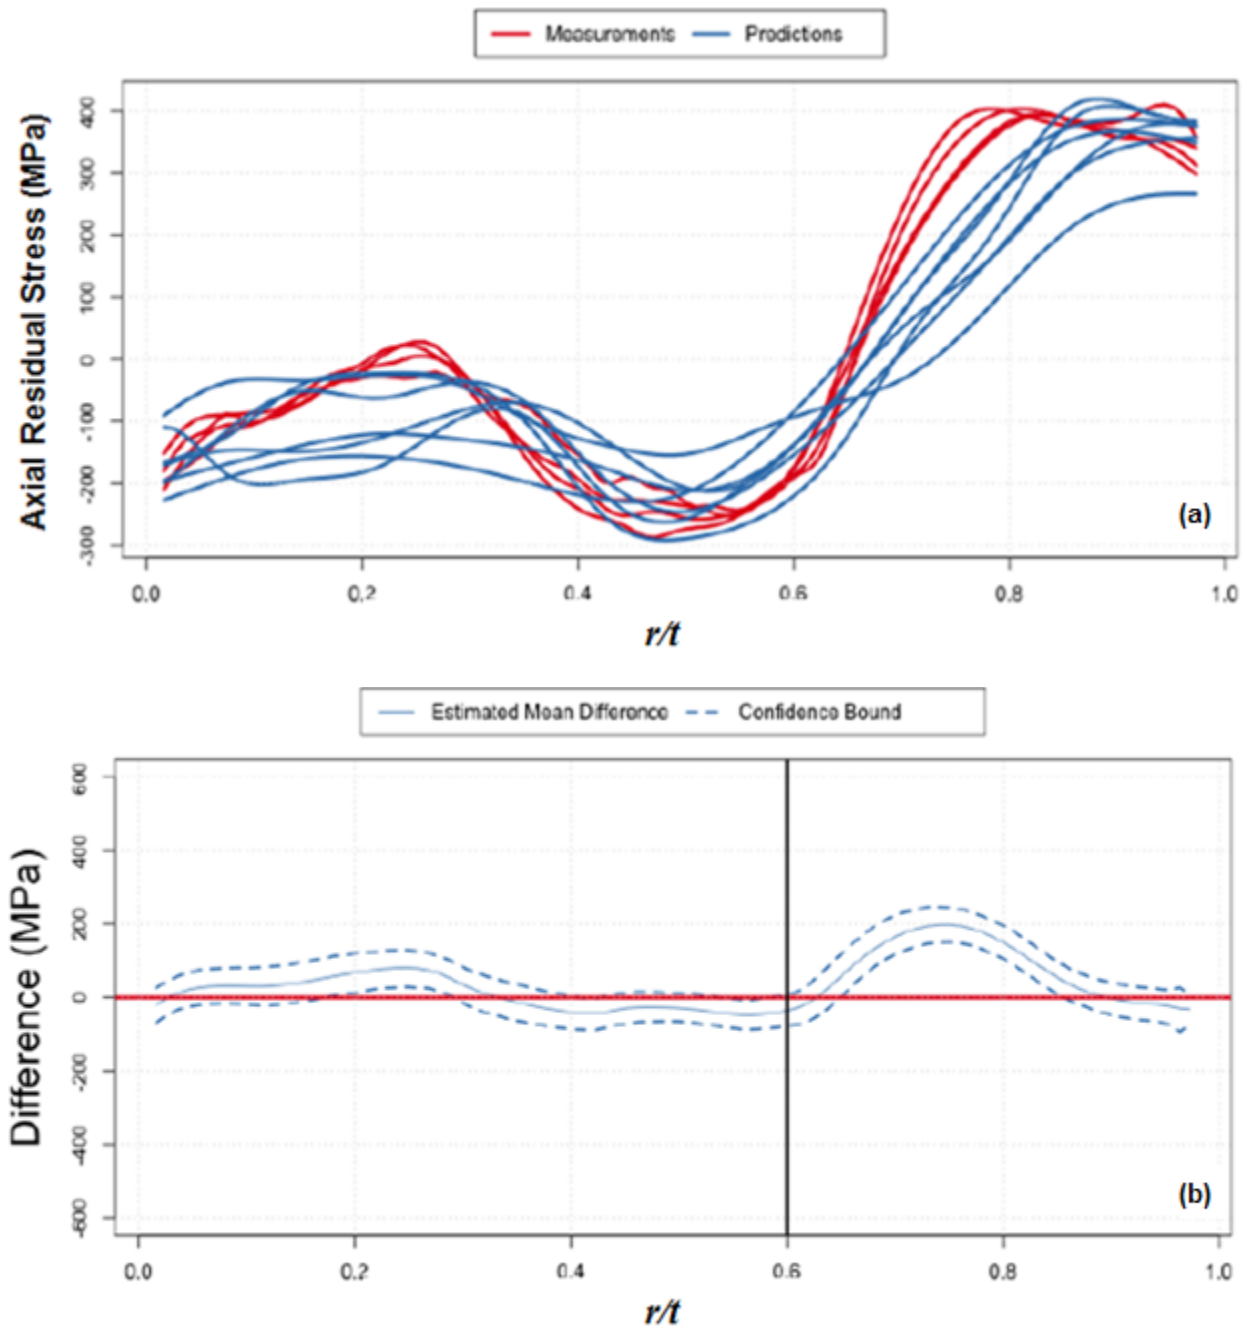 Measurements Predictions
Axial Residual Stress (MPa)
400
300
200
100
0
-100
-200
-300
(a)
0.0 0.2 0.4 0.6 0.8 1.0
r/t
Estimated Mean Difference Confidence Bound
Difference (MPa)
600
400
200
0
-200
-400
-600
(b)
0.0 0.2 0.4 0.6 0.8 1.0
r/t